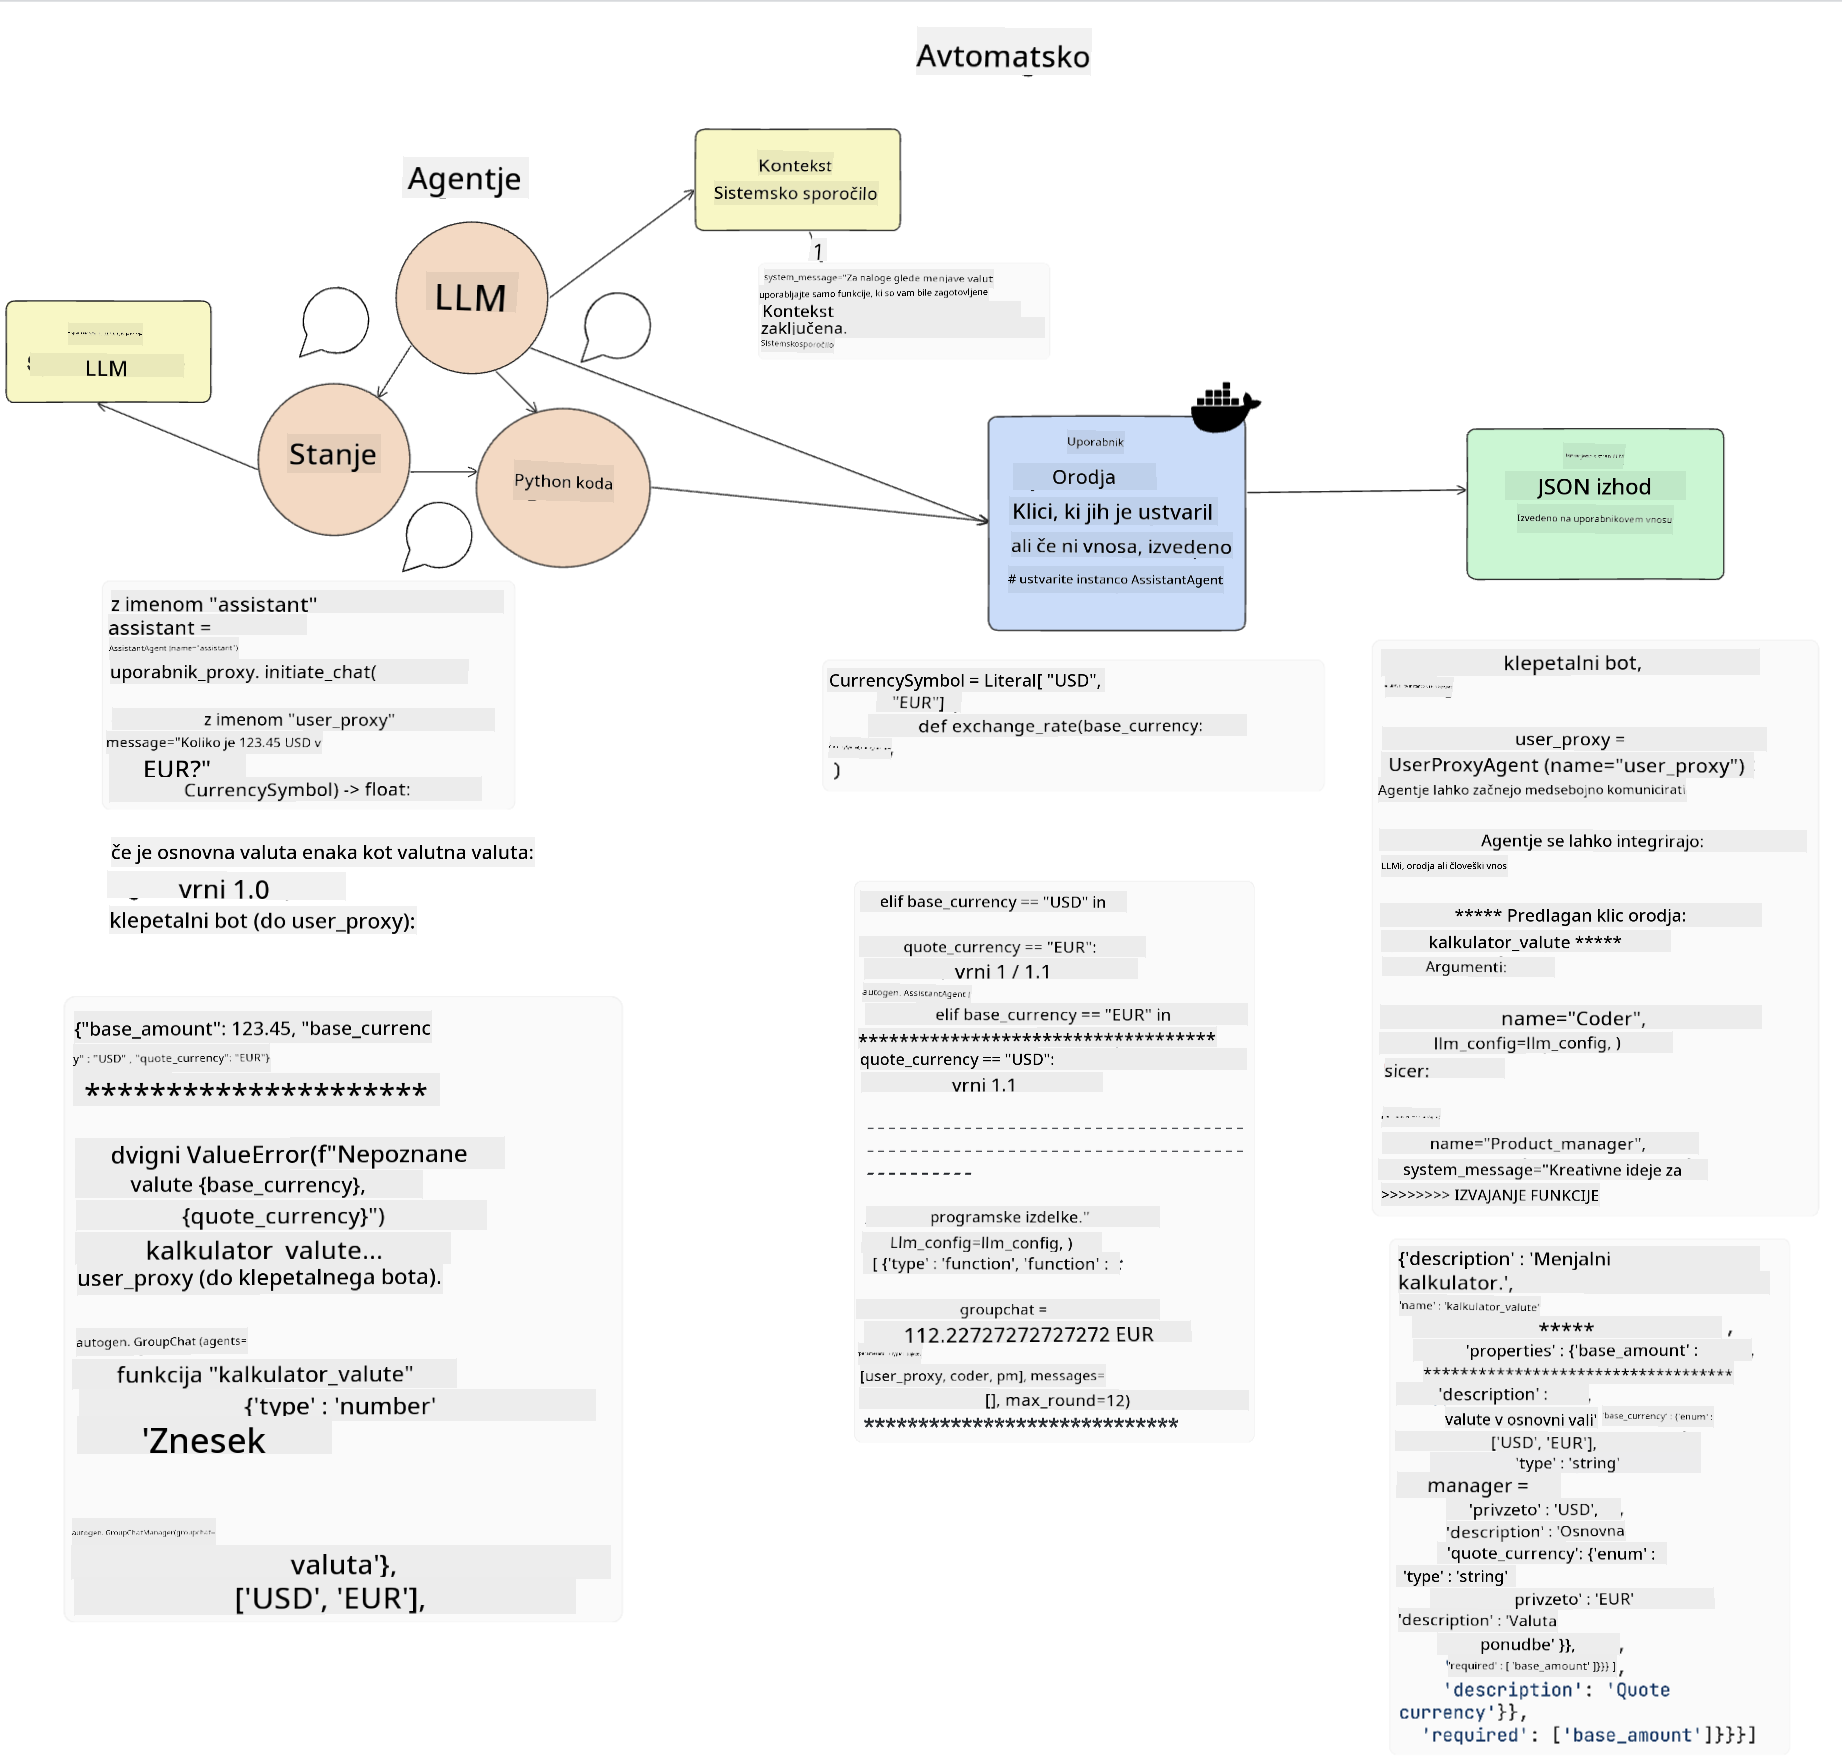 Avtomatsko
Agentje
Kontekst
Sistemsko sporočilo
1
LLM
system_message="Za naloge glede menjave valut
uporabljajte samo funkcije, ki so vam bile zagotovljene
Kontekst
zaključena.
Sistemskosporočilo
LLM
Stanje
Python koda
Uporabnik
Orodja
Klici, ki jih je ustvaril
ali če ni vnosa, izvedeno
# ustvarite instanco AssistantAgent
JSON izhod
Izvedeno na uporabnikovem vnosu
z imenom "assistant"
assistant =
AssistantAgent (name="assistant")
uporabnik_proxy. initiate_chat(
z imenom "user_proxy"
message="Koliko je 123.45 USD v
EUR?"
CurrencySymbol) -> float:
če je osnovna valuta enaka kot valutna valuta:
vrni 1.0
klepetalni bot (do user_proxy):
{"base_amount": 123.45, "base_currenc
y" : "USD" , "quote_currency": "EUR"}
*********************
dvigni ValueError(f"Nepoznane
valute {base_currency},
{quote_currency}")
kalkulator_valute...
user_proxy (do klepetalnega bota).
autogen. GroupChat (agents=
funkcija "kalkulator_valute"
{'type' : 'number'
'Znesek
autogen. GroupChatManager(groupchat=
valuta'},
['USD', 'EUR'],
CurrencySymbol = Literal[ "USD",
"EUR"]
def exchange_rate(base_currency:
)
elif base_currency == "USD" in
quote_currency == "EUR":
vrni 1 / 1.1
autogen. AssistantAgent (
elif base_currency == "EUR" in
*********************************
quote_currency == "USD":
vrni 1.1
-----------------------------------
-----------------------------------
----------
programske izdelke."
Llm_config=llm_config, )
[ {'type' : 'function', 'function' :
groupchat =
112.22727272727272 EUR
[user_proxy, coder, pm], messages=
[], max_round=12)
*****************************
klepetalni bot,
user_proxy =
UserProxyAgent (name="user_proxy")
Agentje lahko začnejo medsebojno komunicirati
Agentje se lahko integrirajo:
LLMi, orodja ali človeški vnos
***** Predlagan klic orodja:
kalkulator_valute *****
Argumenti:
name="Coder",
llm_config=llm_config, )
sicer:
name="Product_manager",
system_message="Kreativne ideje za
>>>>>>>> IZVAJANJE FUNKCIJE
{'description' : 'Menjalni
kalkulator.',
'name' : 'kalkulator_valute'
***** ,
'properties' : {'base_amount' :
*********************************
'description' : ,
valute v osnovni vali' 'base_currency' : {'enum' :
['USD', 'EUR'],
'type' : 'string'
manager =
'privzeto' : 'USD', ,
'description' : 'Osnovna
'quote_currency': {'enum' :
'type' : 'string'
privzeto' : 'EUR'
'description' : 'Valuta
ponudbe' }}, ,
'required' : [ 'base_amount' ]}}} ] ,
'description': 'Quote
currency'}},
'required': ['base_amount']}}}]